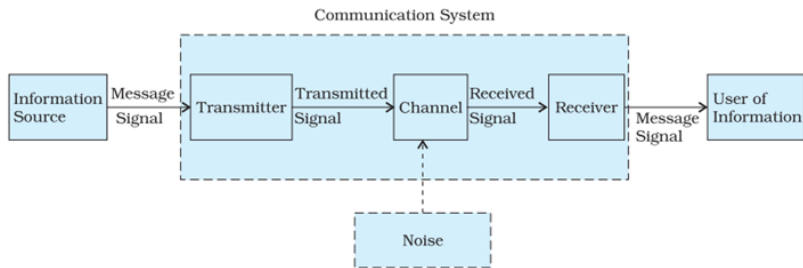 Communication System
Information
Source
Message
Signal
Transmitter
Transmitted
Signal
Channel
Received
Signal
Receiver
Message
Signal
User of
Information
Noise